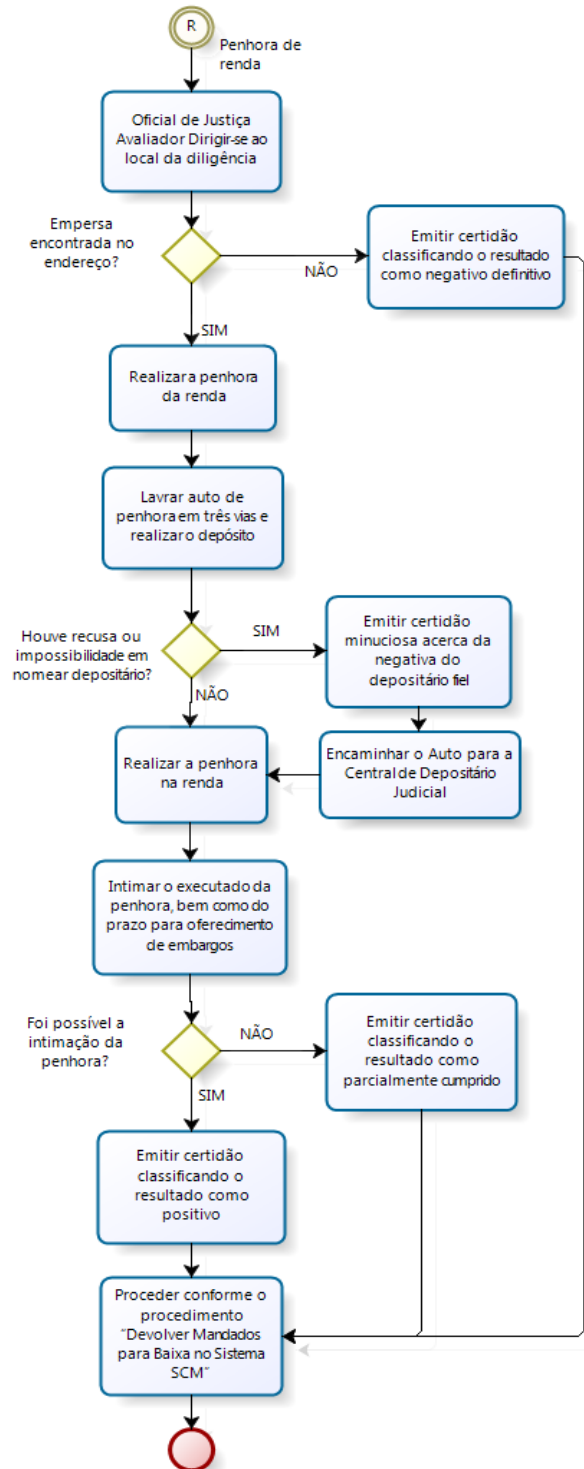 R
Penhora de
renda
Oficial de Justiça
Avaliador Dirigir-se ao
local da diligência
Empersa
encontrada no
endereço?
NÃO
Emitir certidão
classificando o resultado
como negativo definitivo
SIM
Realizar a penhora
da renda
Lavrar auto de
penhora em três vias e
realizar o depósito
Houve recusa ou
impossibilidade em
nomear depositário?
SIM
Emitir certidão
minuciosa acerca da
negativa do
depositário fiel
NÃO
Encaminhar o Auto para a
Central de Depositário
Judicial
Realizar a penhora
na renda
Intimar o executado da
penhora, bem como do
prazo para oferecimento
de embargos
Foi possível a
intimação da
penhora?
NÃO
Emitir certidão
classificando o
resultado como
parcialmente cumprido
SIM
Emitir certidão
classificando o
resultado como
positivo
Proceder conforme o
procedimento
“Devolver Mandados
para Baixa no Sistema
SCM”